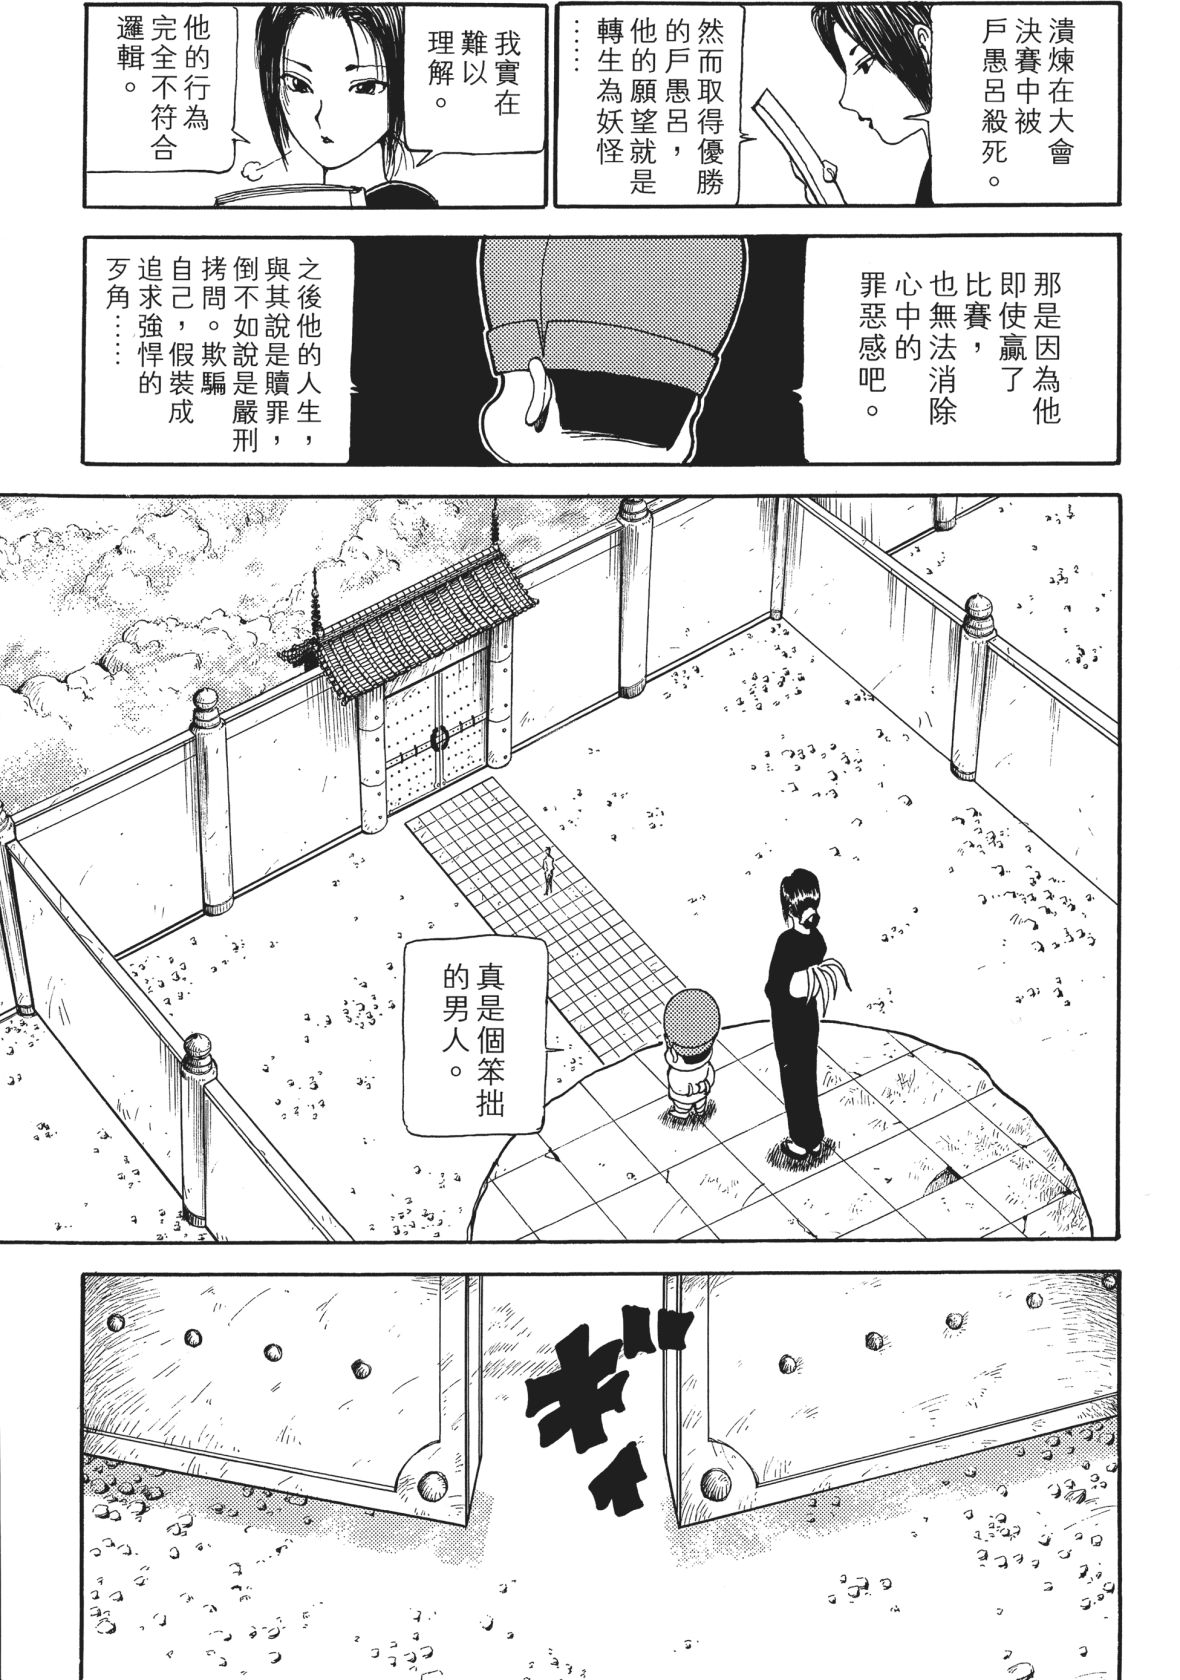 潰煉在大會
決賽中被
戶愚呂殺死。
然而取得優勝
的戶愚呂，
他的願望就是
轉生為妖怪
……
我實在
難以
理解。
他的行為
完全不符合
邏輯。
那是因為他
即使贏了
比賽，
也無法消除
心中的
罪惡感吧。
之後他的人生，
與其說是贖罪，
倒不如說是嚴刑
拷問。欺騙
自己，假裝成
追求強悍的
歹角……
真是個笨拙
的男人。
ギィ